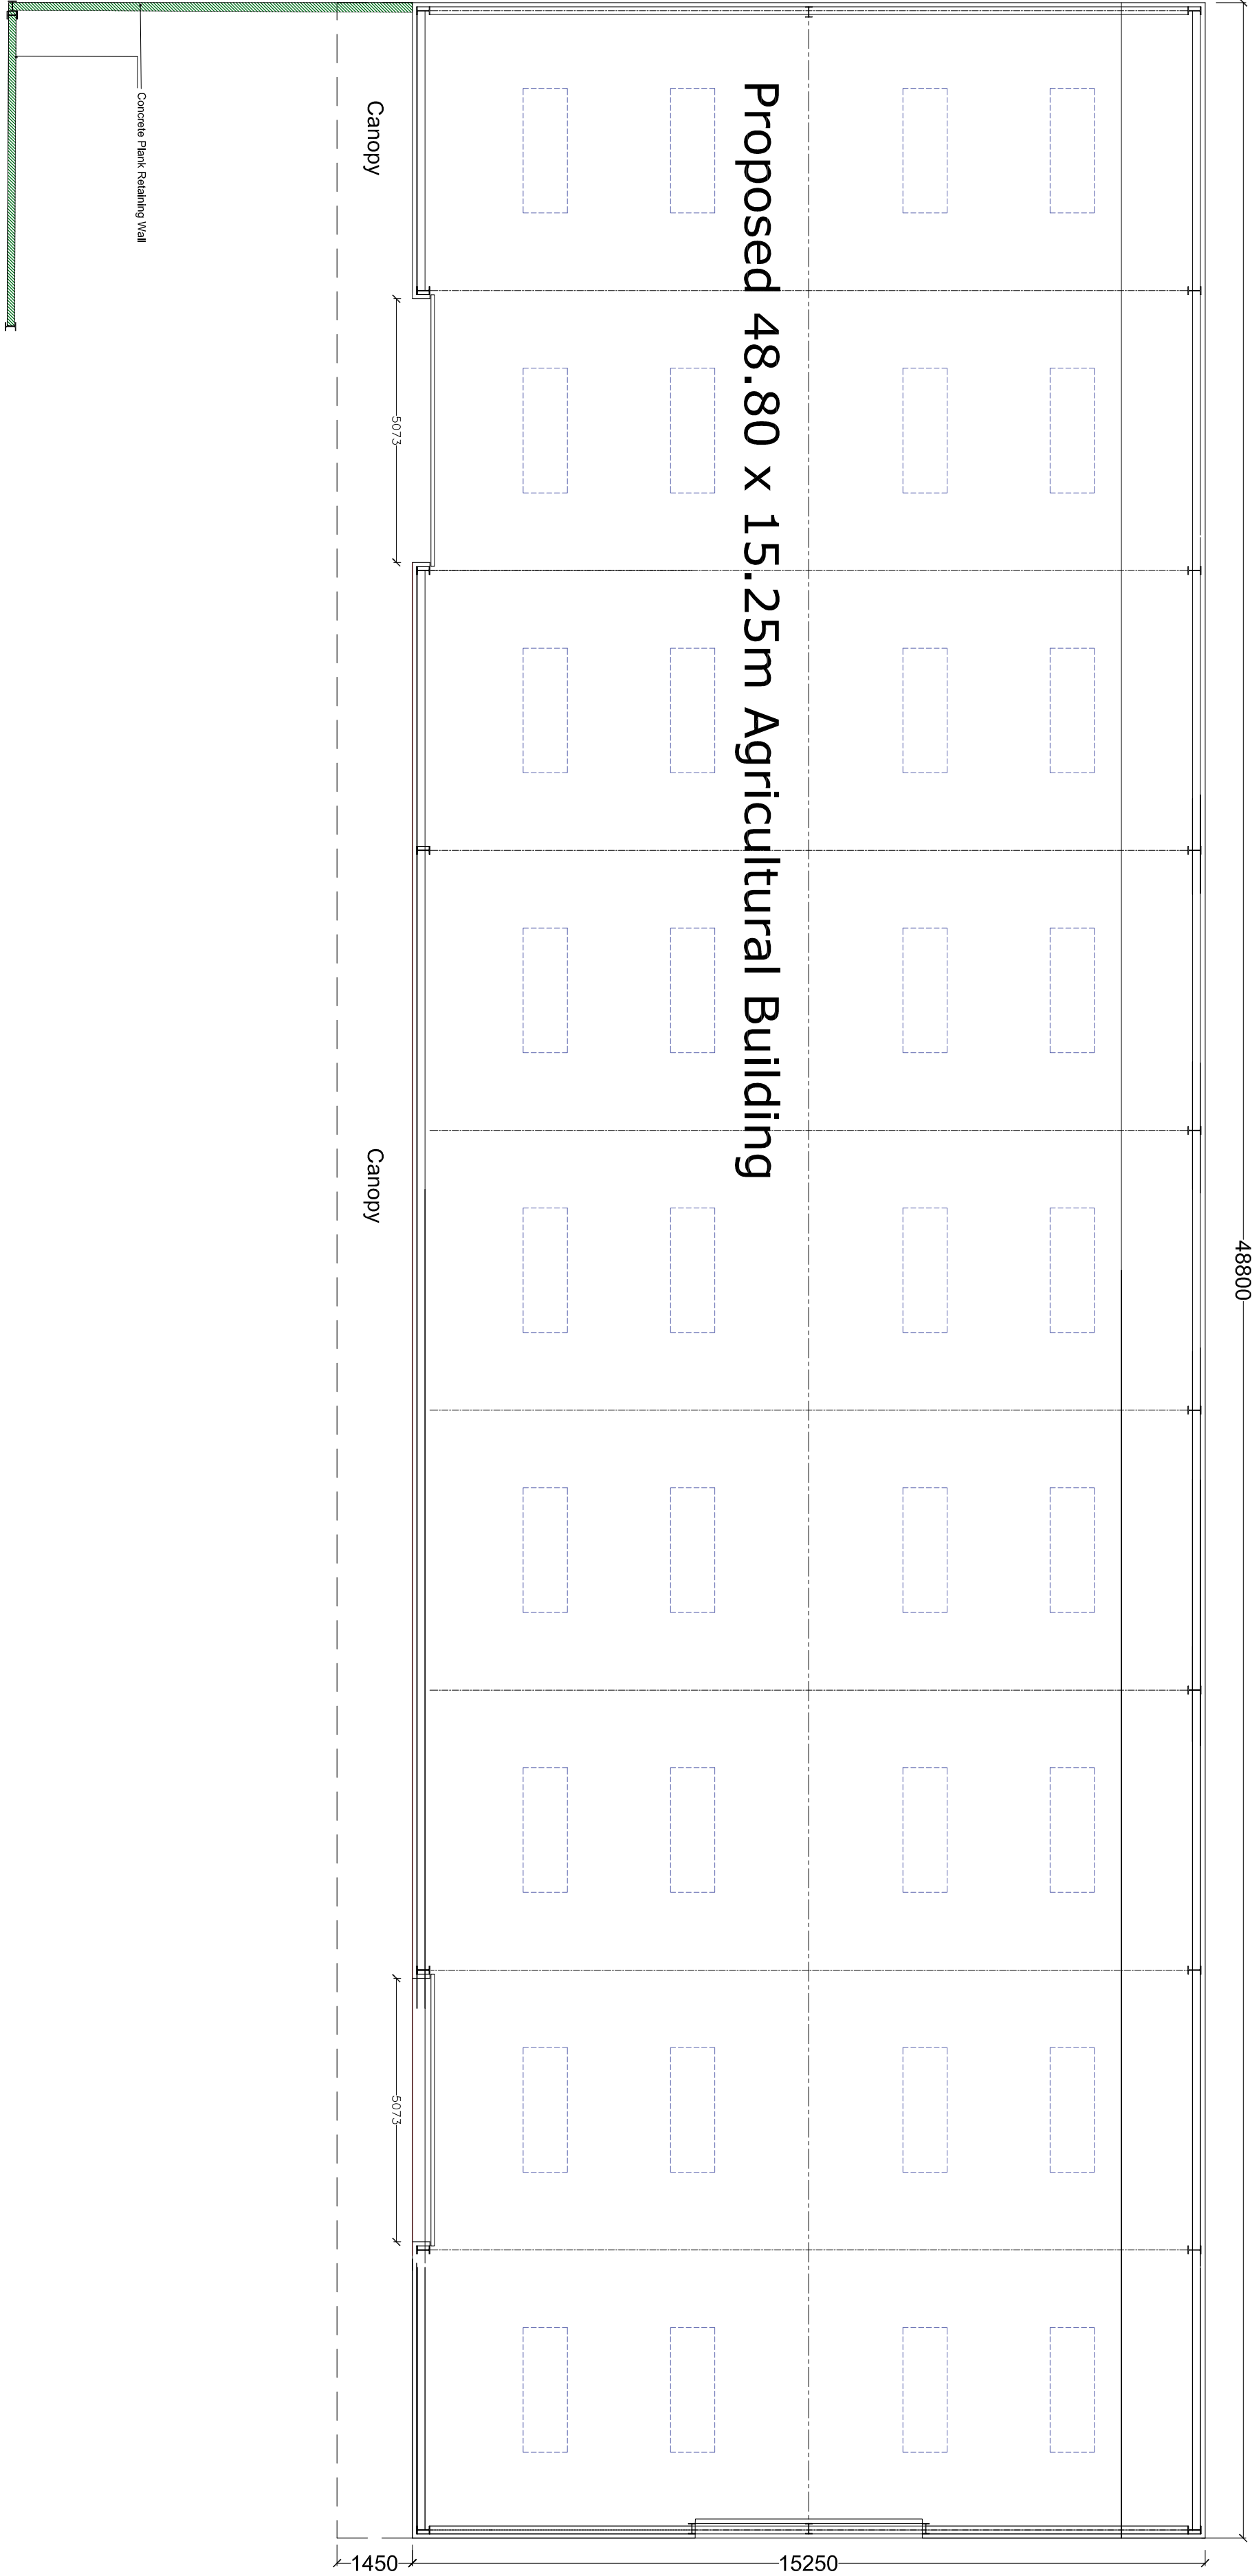 Proposed 48.80 x 15.25m Agricultural Building
48800
15250
1450
Canopy
Canopy
5073
5073
Concrete Plank Retaining Wall